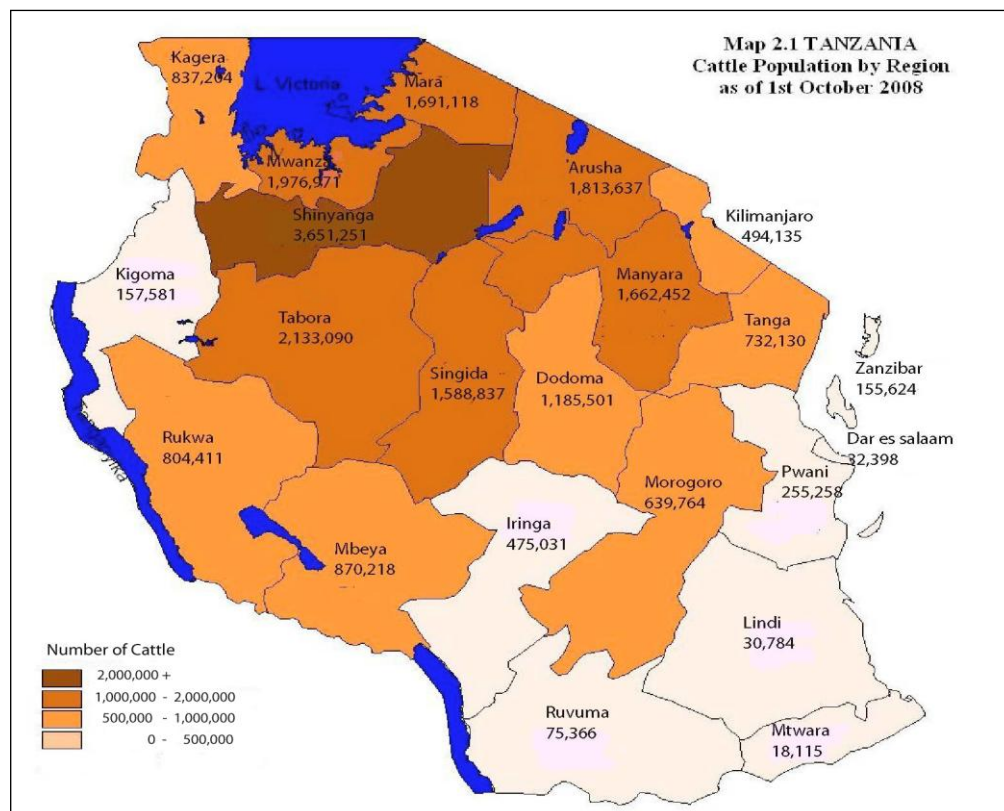 Map 2.1 TANZANIA
Cattle Population by Region
as of 1st October 2008
Kagera
837,204
L. Victoria
Mara
1,691,118
Mwanza
1,976,971
Arusha
1,813,637
Shinyanga
3,651,251
Kilimanjaro
494,135
Kigoma
157,581
Manyara
1,662,452
Tabora
2,133,090
Tanga
732,130
Singida
1,588,837
Dodoma
1,185,501
Zanzibar
155,624
Rukwa
804,411
Dar es salaam
32,398
Pwani
255,258
Morogoro
639,764
Iringa
475,031
Mbeya
870,218
Lindi
30,784
Ruvuma
75,366
Mtwara
18,115
Number of Cattle
2,000,000 +
1,000,000 - 2,000,000
500,000 - 1,000,000
0 - 500,000